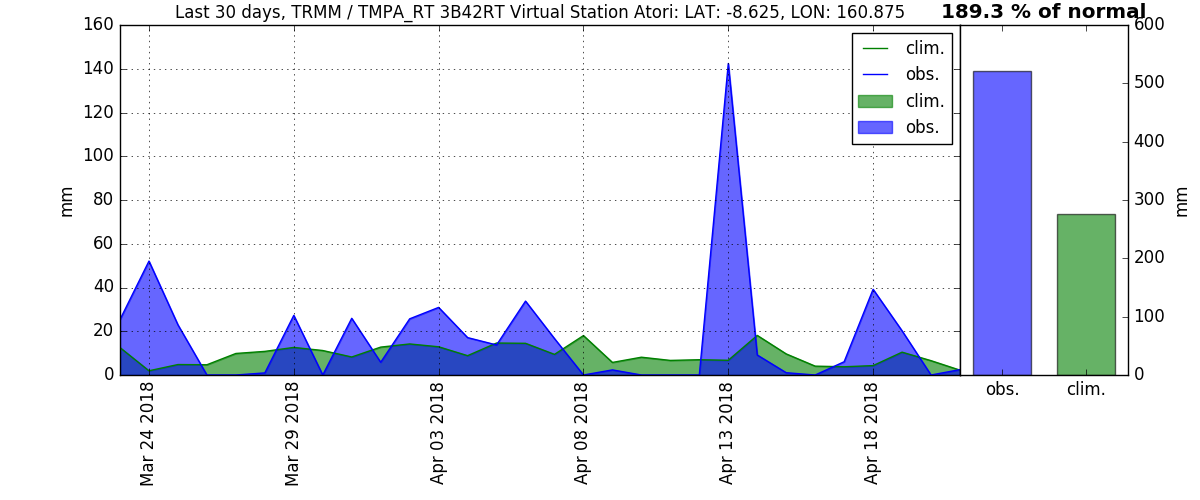 Last 30 days, TRMM / TMPA_RT 3B42RT Virtual Station Atori: LAT: -8.625, LON: 160.875
189.3 % of normal
160
140
120
100
80
60
40
20
0
mm
clim.
obs.
clim.
obs.
Mar 24 2018
Mar 29 2018
Apr 03 2018
Apr 08 2018
Apr 13 2018
Apr 18 2018
600
500
400
300
200
100
0
mm
obs.
clim.